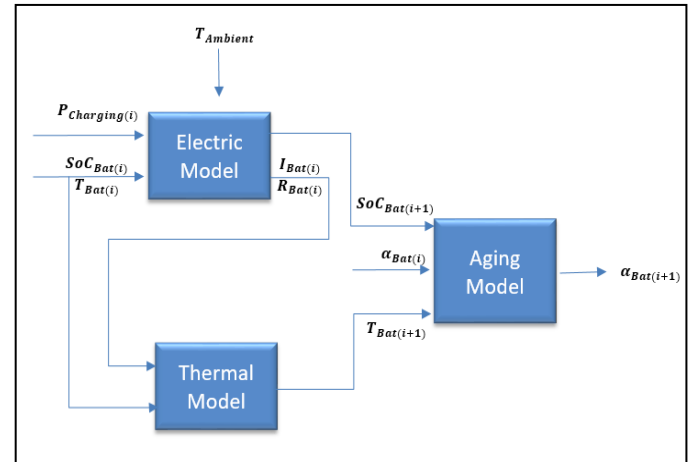 T_Ambient
P_Charging(i)
Electric
Model
SoC_Bat(i)
T_Bat(i)
I_Bat(i)
R_Bat(i)
SoC_Bat(i+1)
α_Bat(i)
Aging
Model
α_Bat(i+1)
T_Bat(i+1)
Thermal
Model